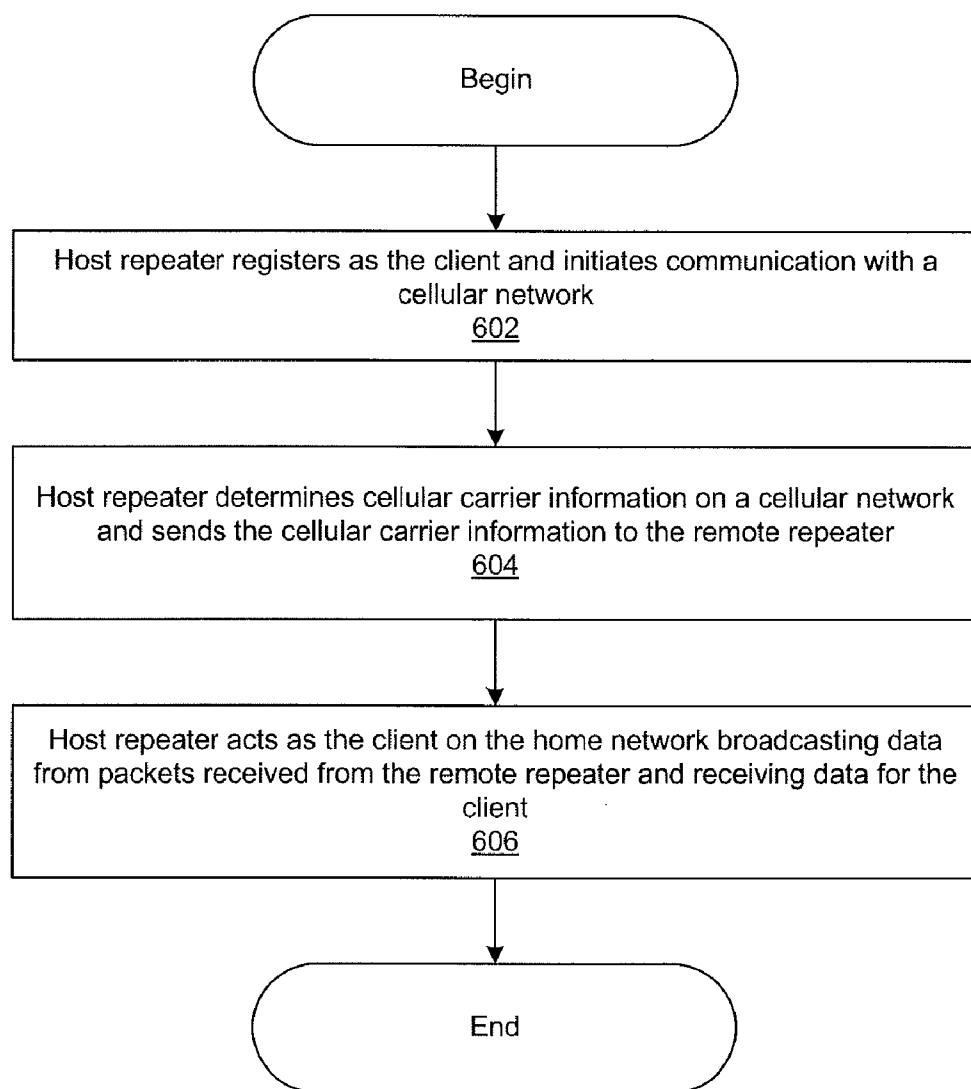 Begin
Host repeater registers as the client and initiates communication with a
cellular network
602
Host repeater determines cellular carrier information on a cellular network
and sends the cellular carrier information to the remote repeater
604
Host repeater acts as the client on the home network broadcasting data
from packets received from the remote repeater and receiving data for the
client
606
End